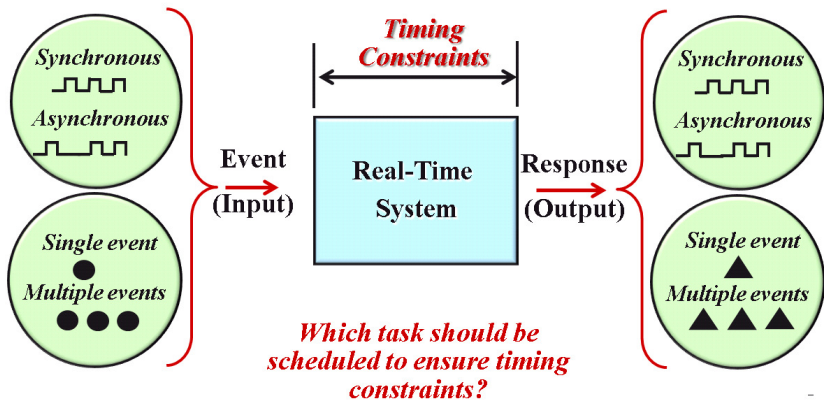 Synchronous
Asynchronous
Single event
Multiple events
Event
(Input)
Timing
Constraints
Real-Time
System
Response
(Output)
Synchronous
Asynchronous
Single event
Multiple events
Which task should be
scheduled to ensure timing
constraints?